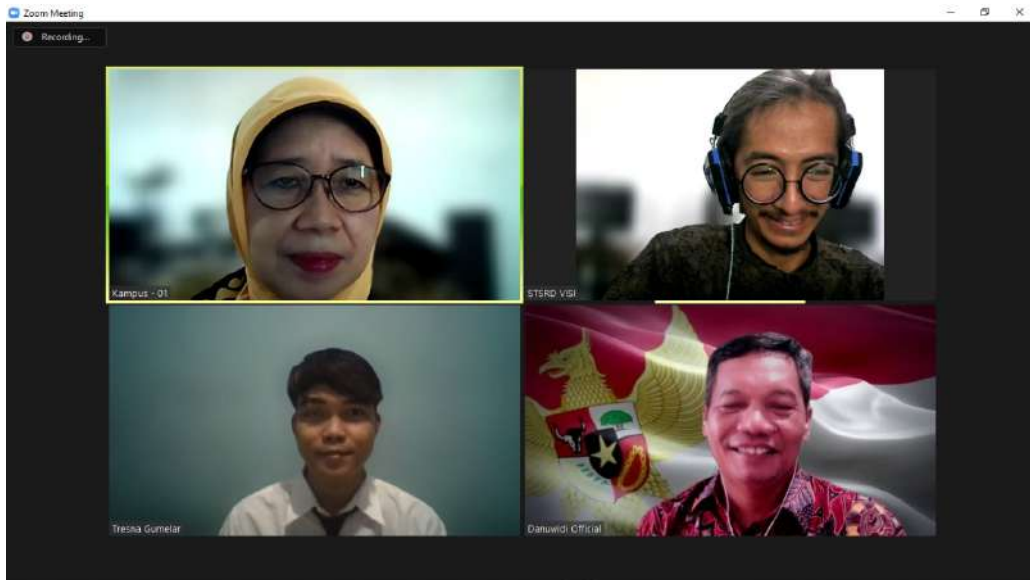 Zoom Meeting
Recording...
Kampus - 01
STSRD VISI
Tresna Gumelar
Danuwidi Official